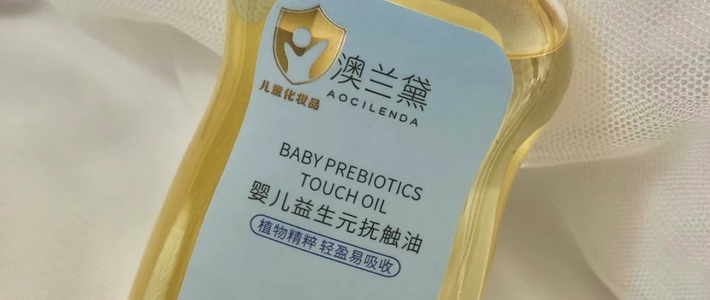 儿童化妆品
澳兰黛
AOCILENDA
BABY PREBIOTICS
TOUCH OIL
婴儿益生元抚触油
植物精粹 轻盈易吸收